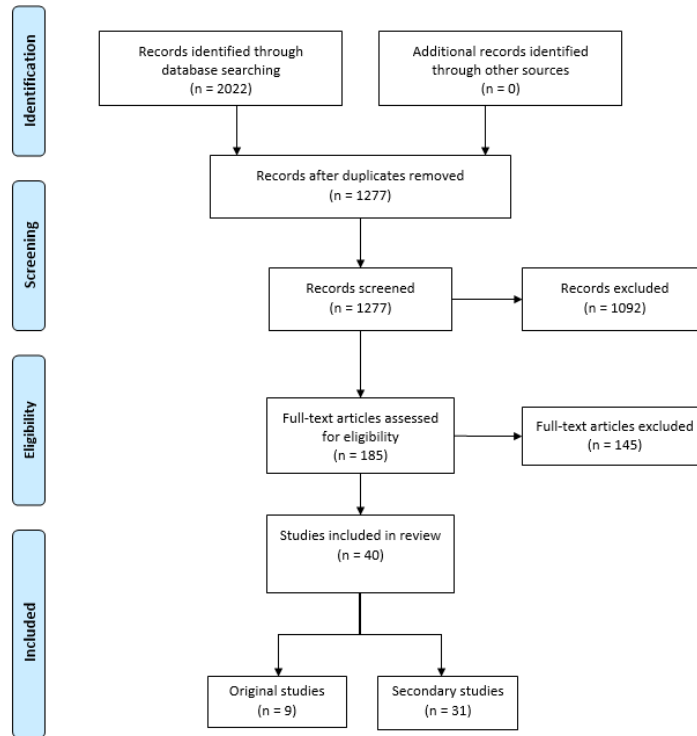 Identification
Records identified through
database searching
(n = 2022)
Additional records identified
through other sources
(n = 0)
Records after duplicates removed
(n = 1277)
Screening
Records screened
(n = 1277)
Records excluded
(n = 1092)
Eligibility
Full-text articles assessed
for eligibility
(n = 185)
Full-text articles excluded
(n = 145)
Included
Studies included in review
(n = 40)
Original studies
(n = 9)
Secondary studies
(n = 31)